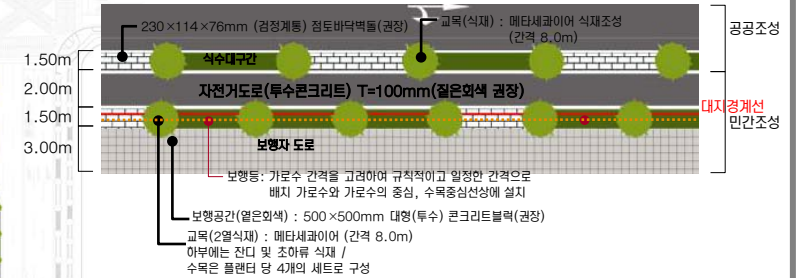 230×114×76mm (검정계통) 점토바닥벽돌(권장)
교목(식재) : 메타세콰이어 식재조성
(간격 8.0m)
공공조성
1.50m
식수대구간
2.00m
자전거도로(투수콘크리트) T=100mm(짙은회색 권장)
대지경계선
1.50m
민간조성
3.00m
보행자 도로
보행등: 가로수 간격을 고려하여 규칙적이고 일정한 간격으로
배치 가로수와 가로수의 중심, 수목중심선상에 설치
보행공간(옅은회색) : 500×500mm 대형(투수) 콘크리트블럭(권장)
교목(2열식재) : 메타세콰이어 (간격 8.0m)
하부에는 잔디 및 초화류 식재 /
수목은 플랜터 당 4개의 세트로 구성